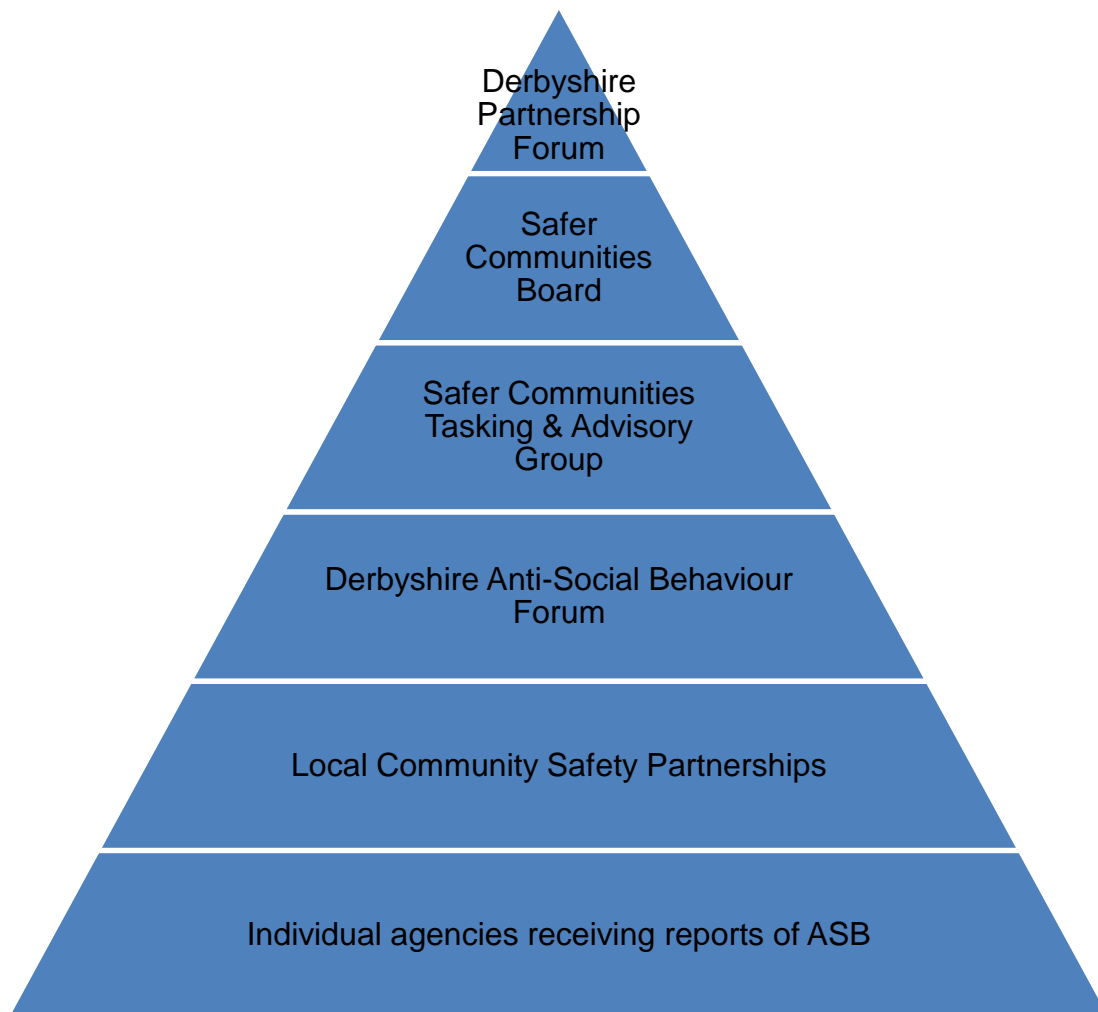 Derbyshire
Partnership
Forum
Safer
Communities
Board
Safer Communities
Tasking & Advisory
Group
Derbyshire Anti-Social Behaviour
Forum
Local Community Safety Partnerships
Individual agencies receiving reports of ASB